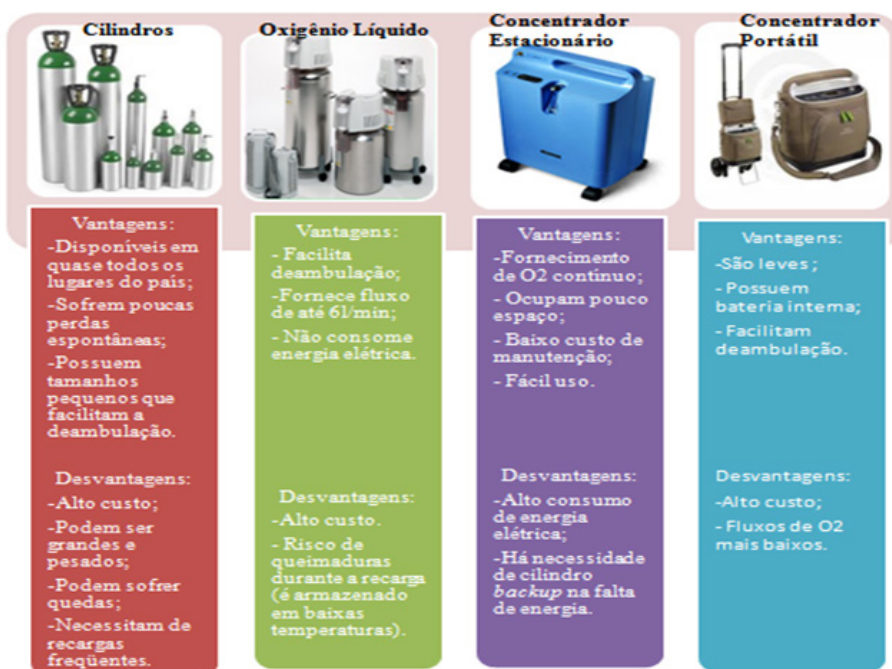 Cilindros
Vantagens:
-Disponíveis em
quase todos os
lugares do país;
-Sofrem poucas
perdas
espontâneas;
-Possuem
tamanhos
pequenos que
facilitam a
deambulação.
Desvantagens:
-Alto custo;
-Podem ser
grandes e
pesados;
-Podem sofrer
quedas;
-Necessitam de
recargas
freqüentes.
Oxigênio Líquido
Vantagens:
- Facilita
deambulação;
-Fornece fluxo
de até 6l/min;
- Não consome
energia elétrica.
Desvantagens:
-Alto custo.
- Risco de
queimaduras
durante a recarga
(é armazenado
em baixas
temperaturas).
Concentrador
Estacionário
Vantagens:
-Fornecimento
de O2 contínuo;
- Ocupam pouco
espaço;
- Baixo custo de
manutenção;
- Fácil uso.
Desvantagens:
-Alto consumo
de energia
elétrica;
-Há necessidade
de cilindro
backup na falta
de energia.
Concentrador
Portátil
Vantagens:
-São leves ;
- Possuem
bateria interna;
- Facilitam
deambulação.
Desvantagens:
-Alto custo;
- Fluxos de O2
mais baixos.